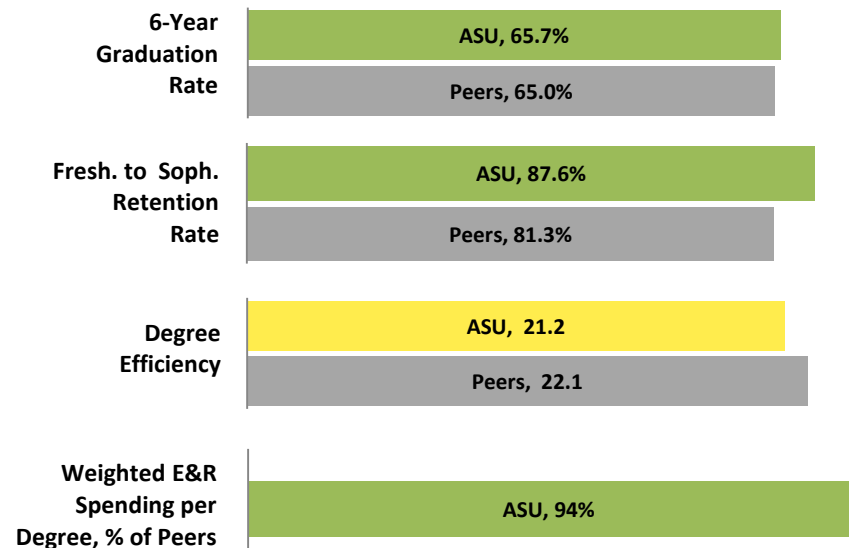 6-Year
Graduation
Rate
ASU, 65.7%
Peers, 65.0%
Fresh. to Soph.
Retention
Rate
ASU, 87.6%
Peers, 81.3%
Degree
Efficiency
ASU, 21.2
Peers, 22.1
Weighted E&R
Spending per
Degree, % of Peers
ASU, 94%